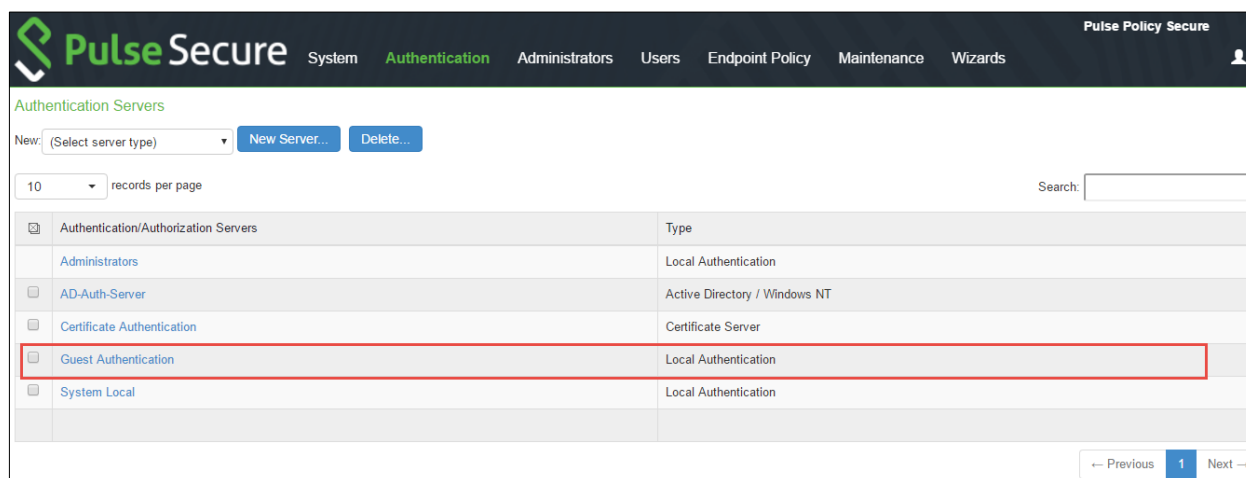 Pulse Policy Secure
Pulse Secure System Authentication Administrators Users Endpoint Policy Maintenance Wizards
Authentication Servers
New: (Select server type) New Server... Delete...
10 records per page Search:
Authentication/Authorization Servers Type
Administrators Local Authentication
AD-Auth-Server Active Directory / Windows NT
Certificate Authentication Certificate Server
Guest Authentication Local Authentication
System Local Local Authentication
← Previous 1 Next →